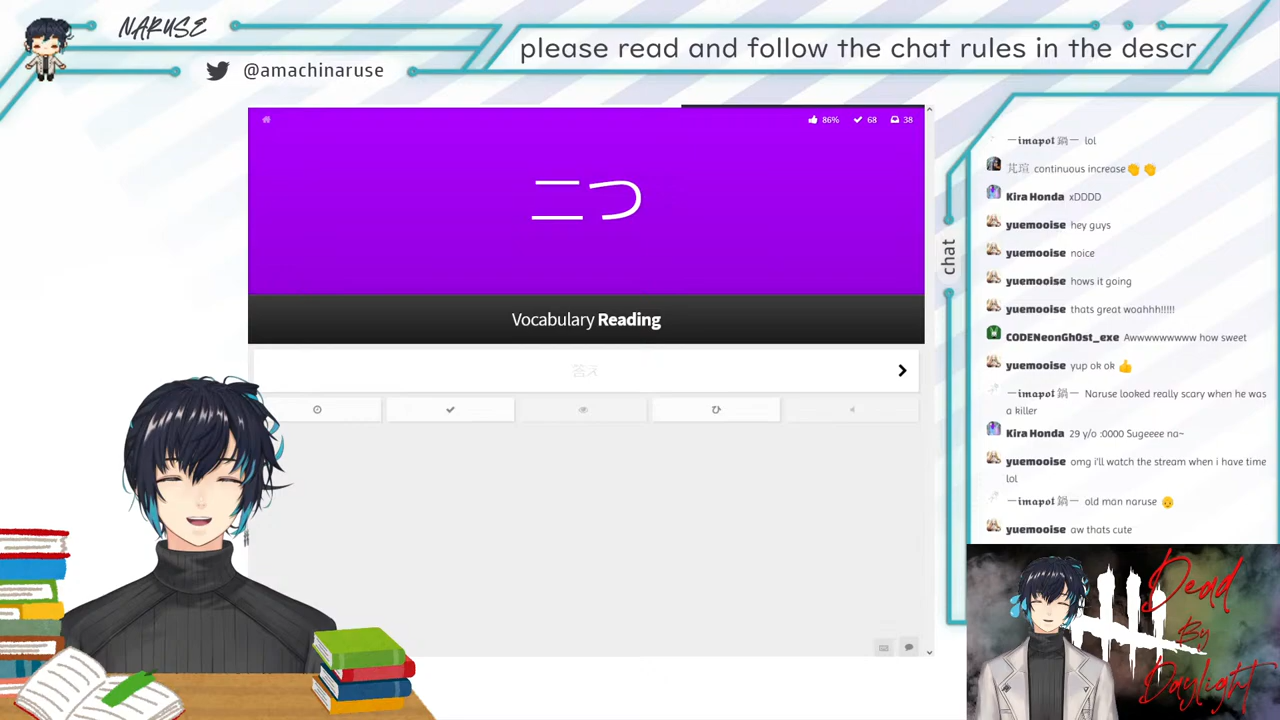 NARUSE
@amachinaruse
please read and follow the chat rules in the descr
86% 68 38
二つ
Vocabulary Reading
答え
ひ
chat
一𝖎𝖒𝖆𝖕𝖔𝖙 鍋一 lol
芃瑄 continuous increase👏 👏
Kira Honda xDDDD
yuemooise hey guys
yuemooise noice
yuemooise hows it going
yuemooise thats great woahhh!!!!!
CODENeonGh0st_exe Awwwwwwwww how sweet
yuemooise yup ok ok 👍
一𝖎𝖒𝖆𝖕𝖔𝖙 鍋一 Naruse looked really scary when he was
a killer
Kira Honda 29 y/o :0000 Sugeeee na~
yuemooise omg i'll watch the stream when i have time
lol
一𝖎𝖒𝖆𝖕𝖔𝖙 鍋一 old man naruse 👴
yuemooise aw thats cute
Dead
By
Daylight